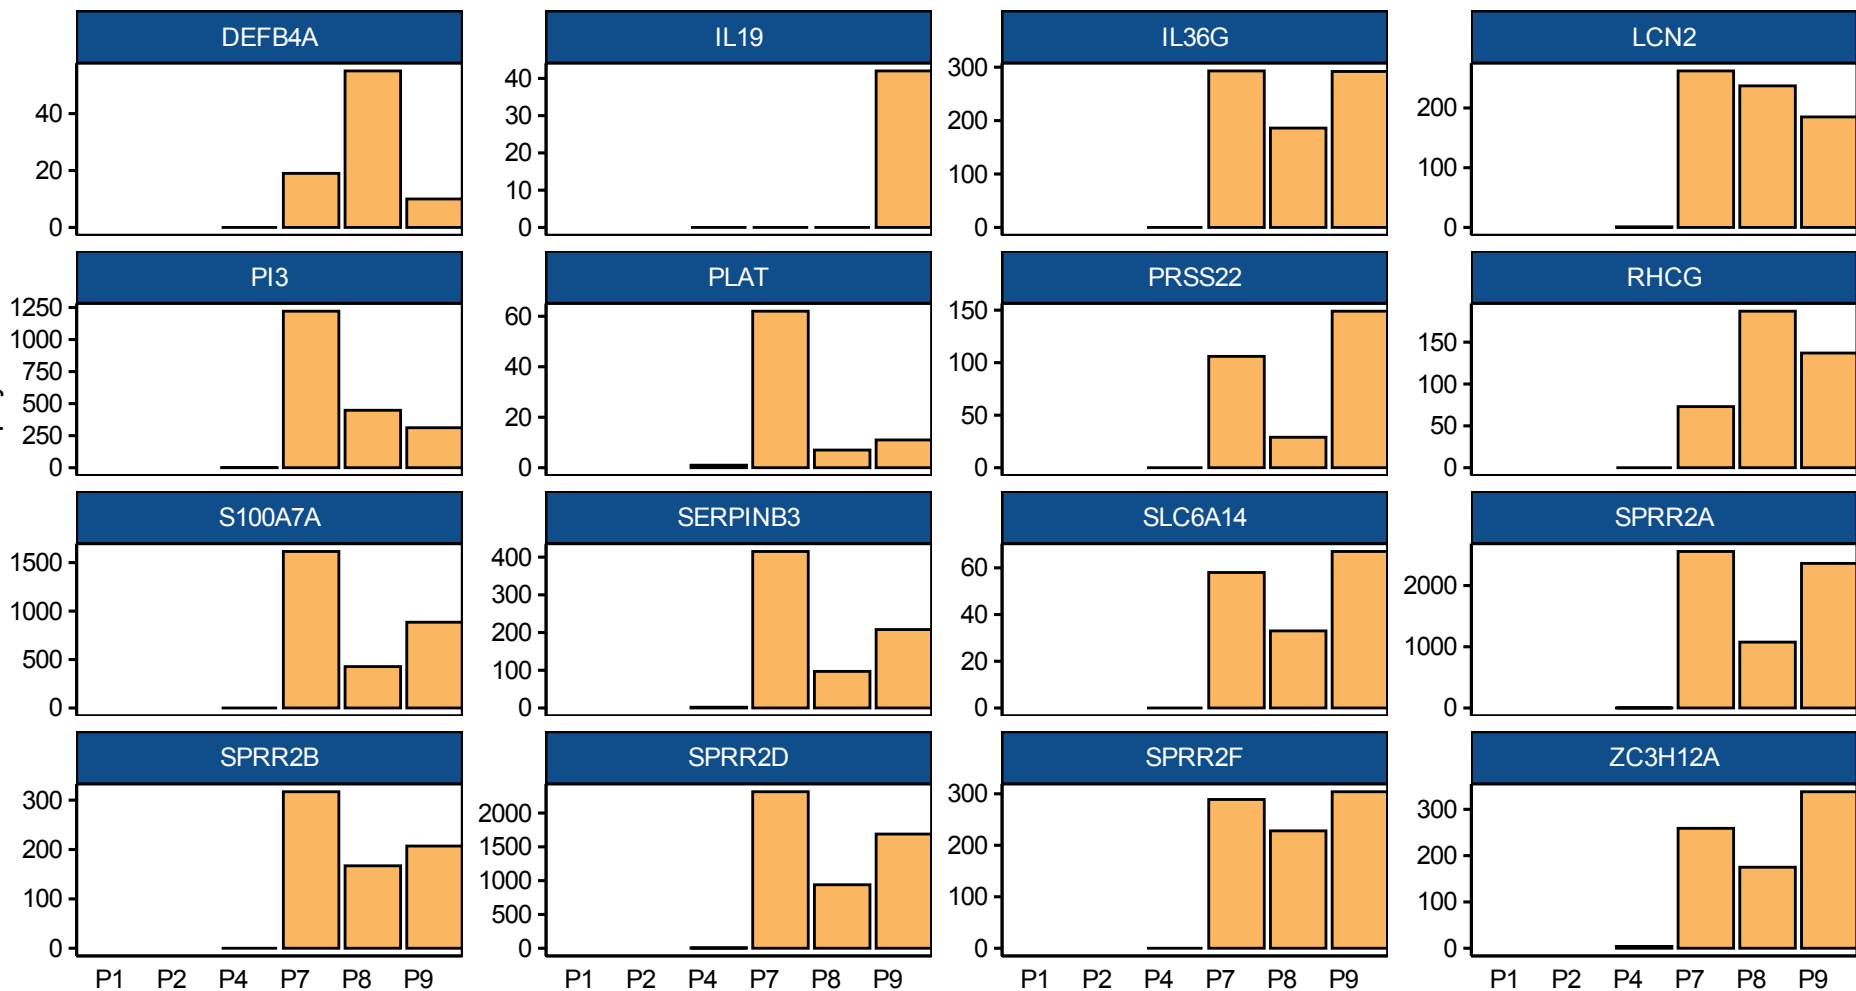 DEFB4A IL19 IL36G LCN2
40 20 0
40 30 20 10 0
300 200 100 0
200 100 0
PI3 PLAT PRSS22 RHCG
1250 1000 750 500 250 0
60 40 20 0
150 100 50 0
150 100 50 0
S100A7A SERPINB3 SLC6A14 SPRR2A
1500 1000 500 0
400 300 200 100 0
60 40 20 0
2000 1000 0
SPRR2B SPRR2D SPRR2F ZC3H12A
300 200 100 0
2000 1500 1000 500 0
300 200 100 0
300 200 100 0
P1 P2 P4 P7 P8 P9 P1 P2 P4 P7 P8 P9 P1 P2 P4 P7 P8 P9 P1 P2 P4 P7 P8 P9